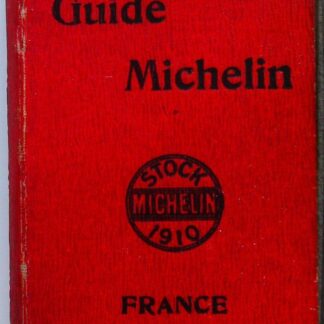 Guide
Michelin
STOCK
MICHELIN
1910
FRANCE